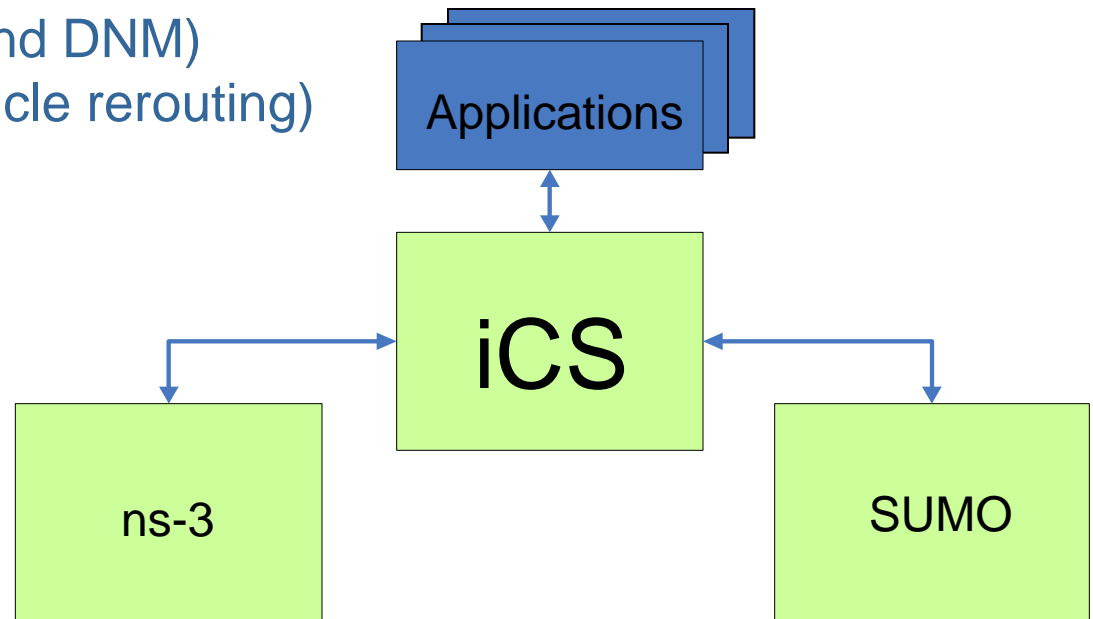 nd DNM)
cle rerouting)
Applications
iCS
ns-3
SUMO